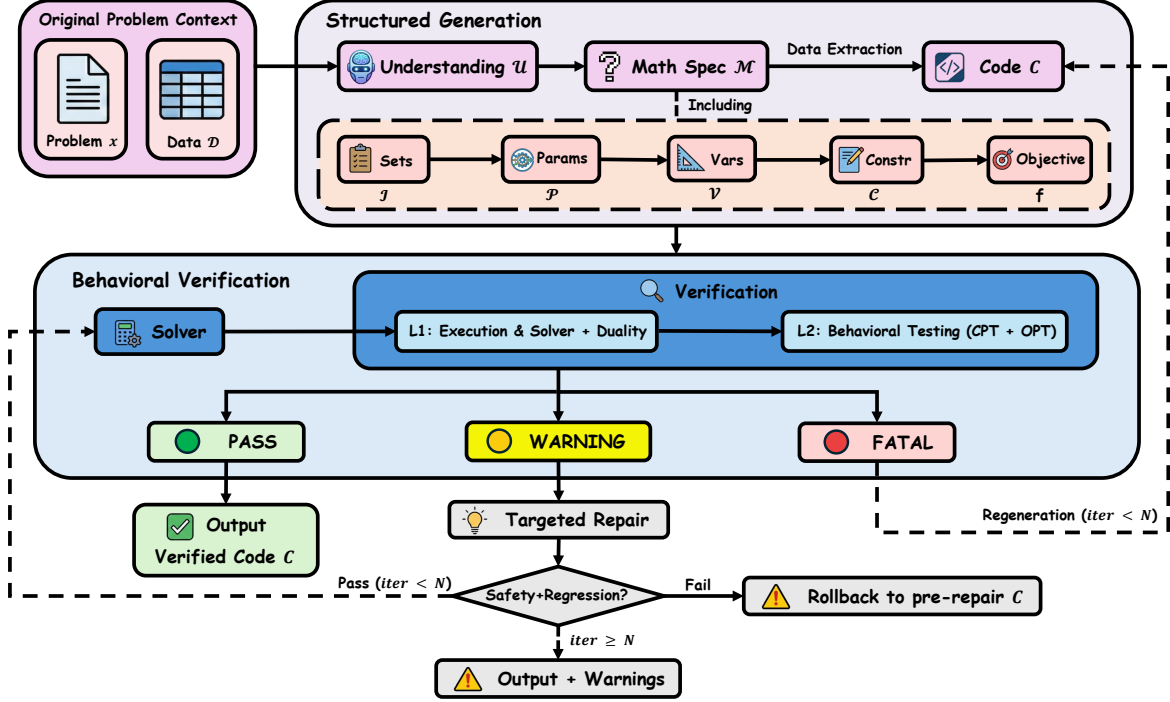 Original Problem Context
Problem x
Data 𝒟
Structured Generation
Understanding 𝒰
Math Spec ℳ
Data Extraction
Code C
Including
Sets
Params
Vars
Constr
Objective
ℐ
𝒫
𝒱
𝒞
f
Behavioral Verification
Solver
Verification
L1: Execution & Solver + Duality
L2: Behavioral Testing (CPT + OPT)
PASS
WARNING
FATAL
Output
Verified Code C
Targeted Repair
Regeneration (iter < N)
Pass (iter < N)
Safety+Regression?
Fail
Rollback to pre-repair C
iter ≥ N
Output + Warnings